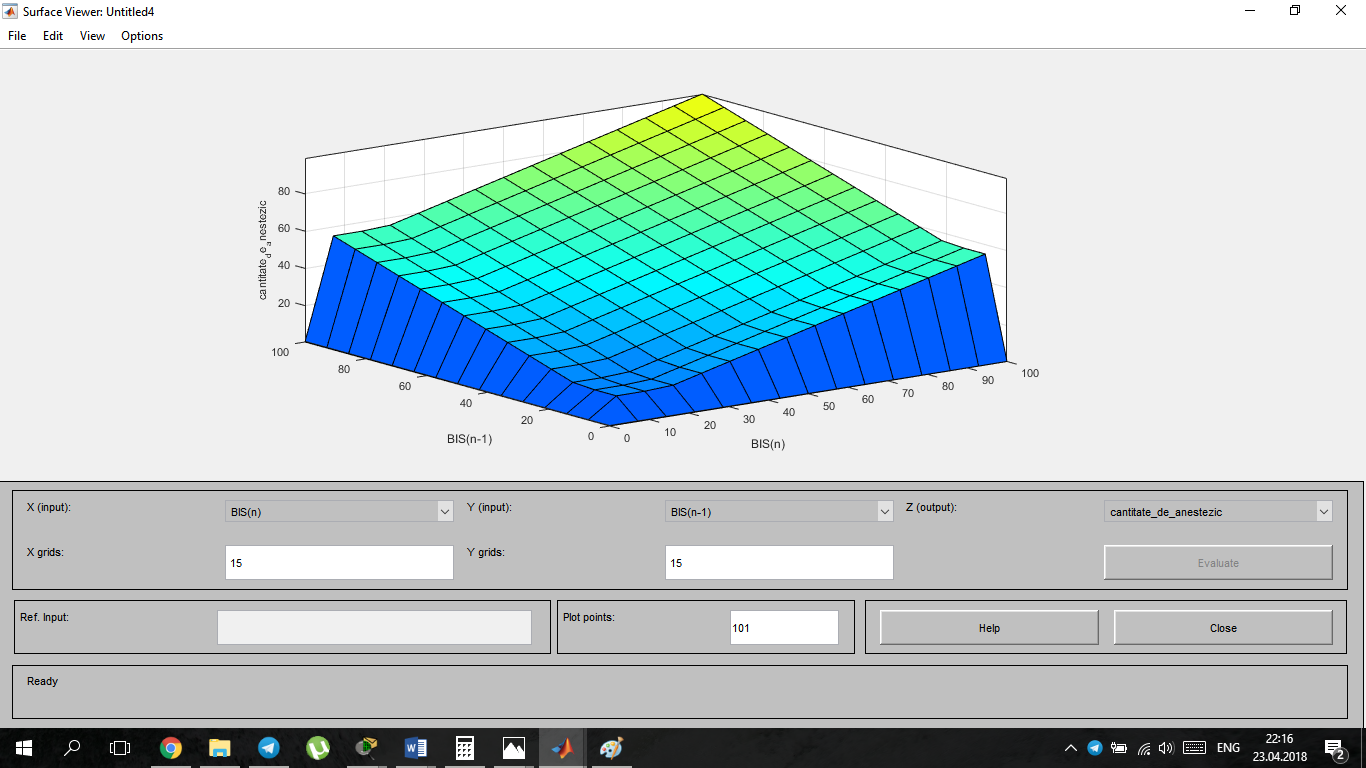 Surface Viewer: Untitled4
File Edit View Options
80
60
40
20
cantitate_de_anestezic
100
80
60
40
20
0
BIS(n-1)
0
10
20
30
40
50
60
70
80
90
100
BIS(n)
X (input):
BIS(n)
Y (input):
BIS(n-1)
Z (output):
cantitate_de_anestezic
X grids:
15
Y grids:
15
Evaluate
Ref. Input:
Plot points:
101
Help
Close
Ready
ENG
22:16
23.04.2018
2